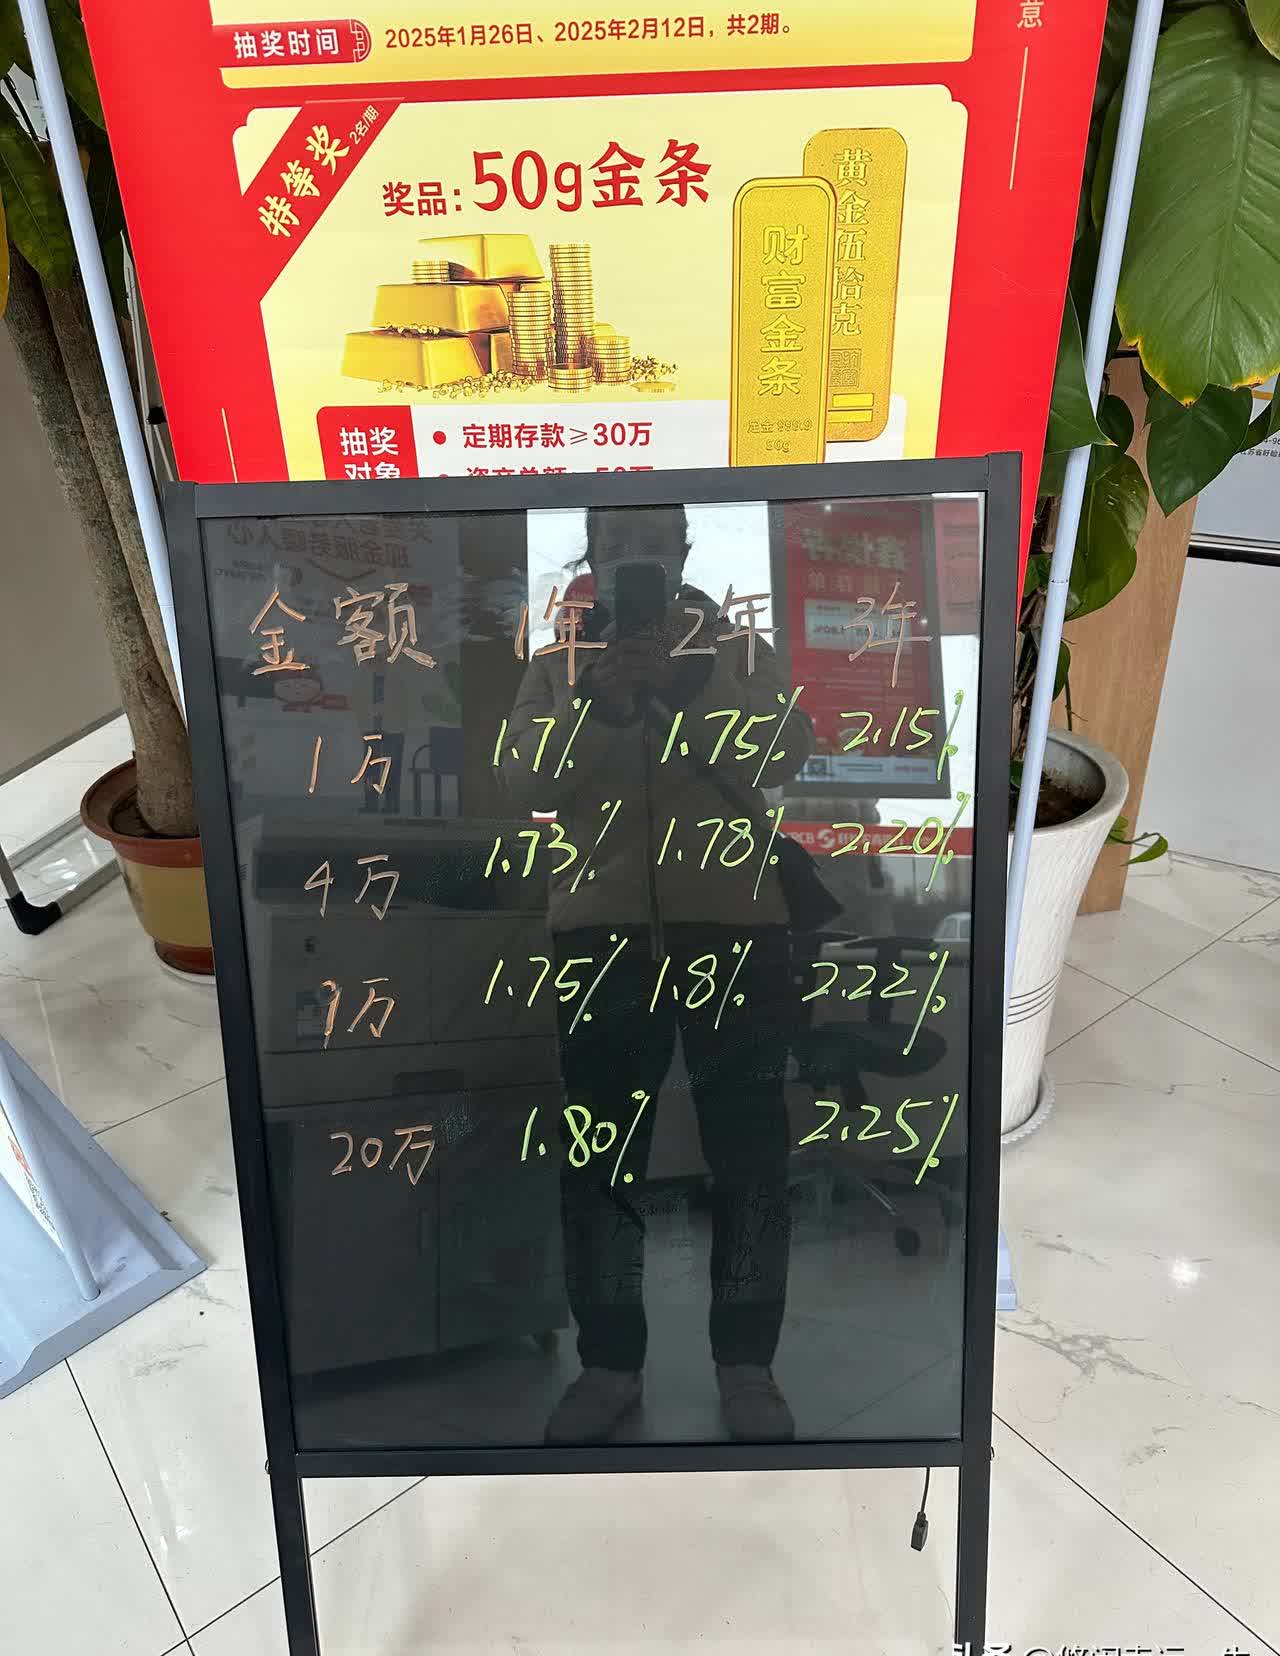 意
抽奖时间 2025年1月26日、2025年2月12日，共2期。
特等奖 2名/期
奖品：50g金条
黄金伍拾克
财富金条
足金 999.9
50g
抽奖对象
● 定期存款≥30万
金额 1年 2年 3年
1万 1.7% 1.75% 2.15%
4万 1.73% 1.78% 2.20%
9万 1.75% 1.8% 2.22%
20万 1.80% 2.25%